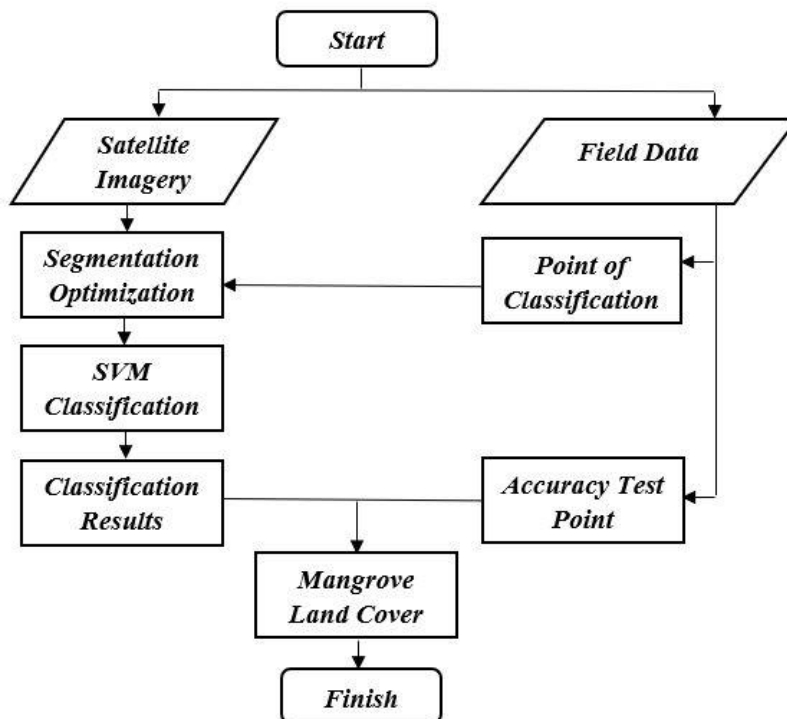 Start
Satellite
Imagery
Field Data
Segmentation
Optimization
Point of
Classification
SVM
Classification
Classification
Results
Accuracy Test
Point
Mangrove
Land Cover
Finish